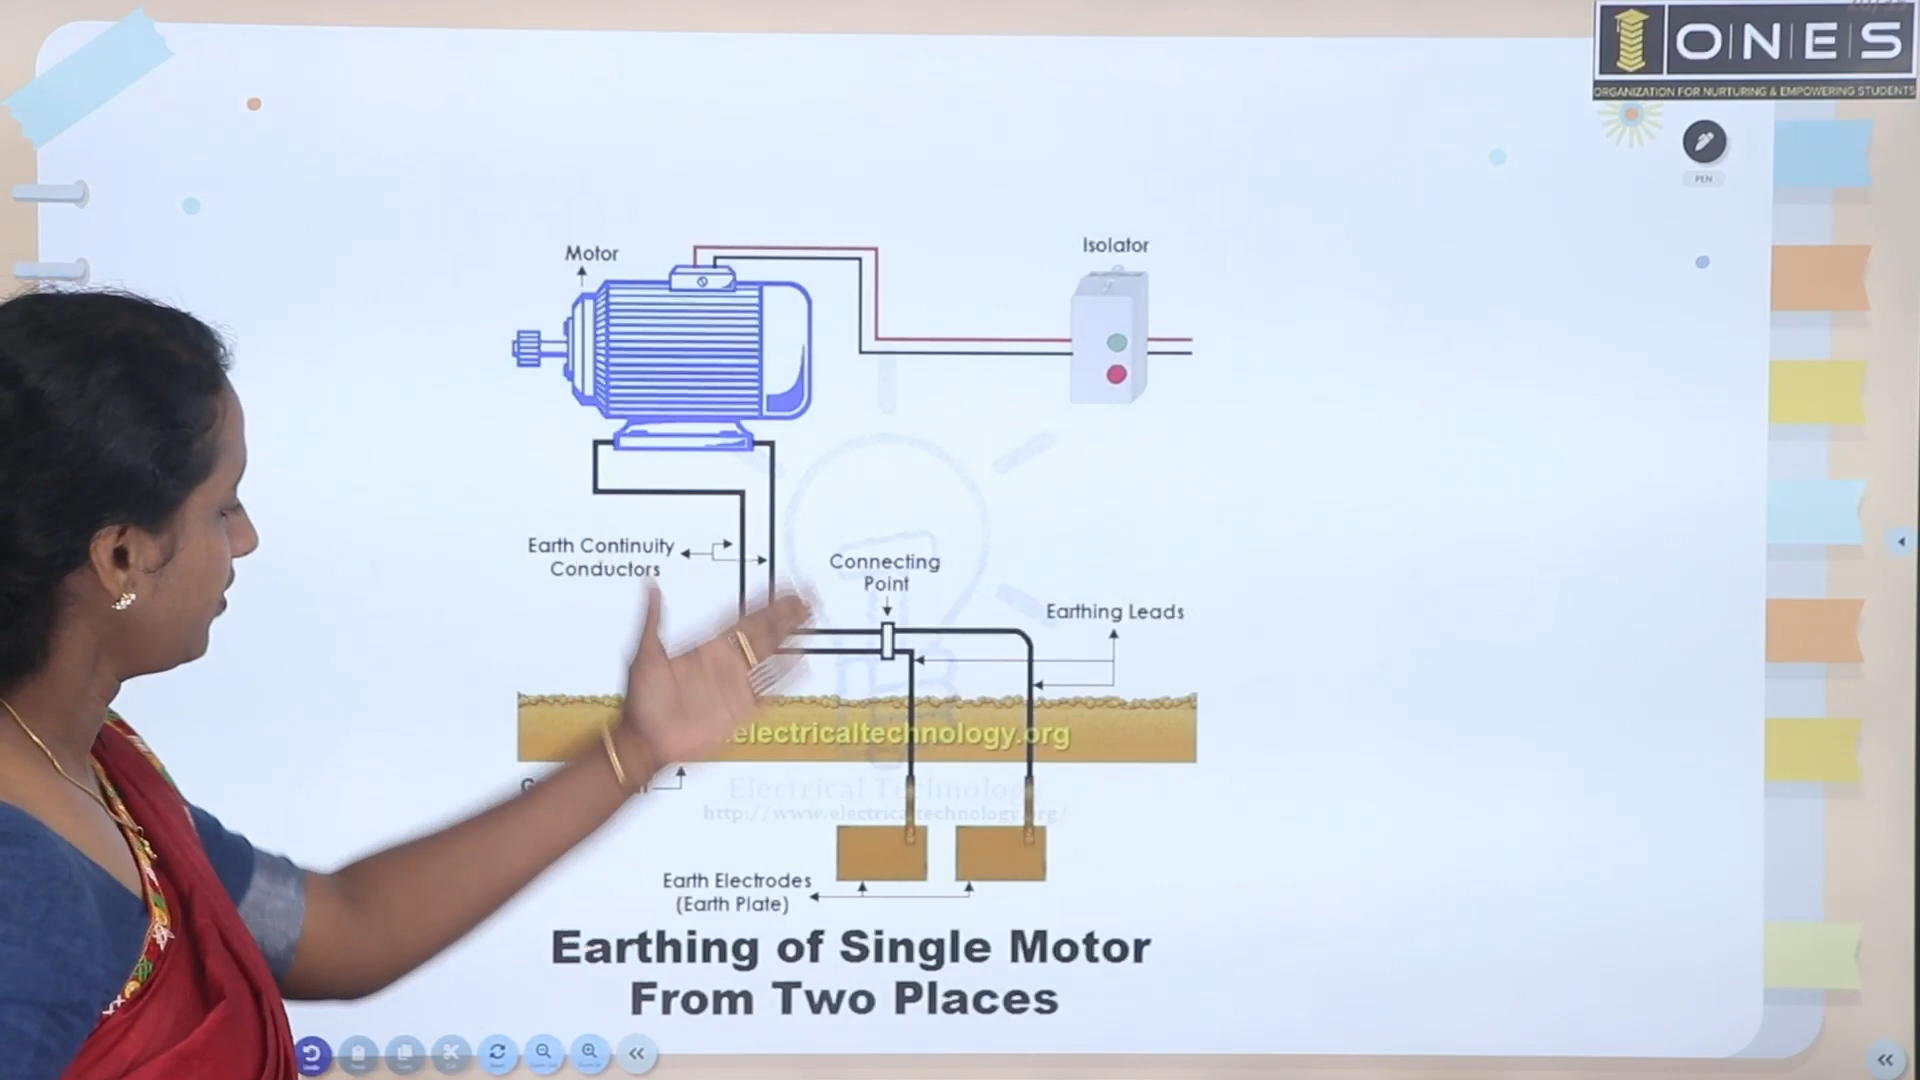 ONES
ORGANIZATION FOR NURTURING & EMPOWERING STUDENTS
PEN
Motor
Isolator
Earth Continuity
Conductors
Connecting
Point
Earthing Leads
.electricaltechnology.org
Electrical Technology
http://www.electricaltechnology.org/
Earth Electrodes
(Earth Plate)
Earthing of Single Motor
From Two Places